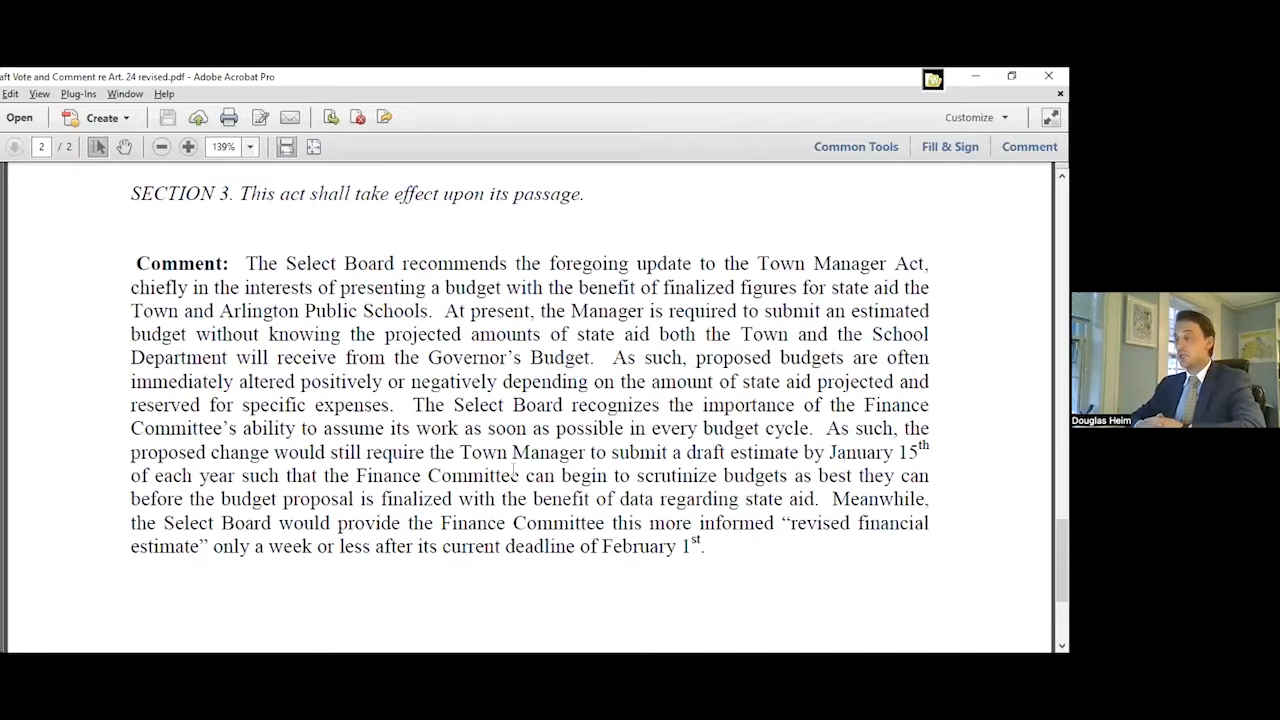 aft Vote and Comment re Art. 24 revised.pdf - Adobe Acrobat Pro
Edit View Plug-Ins Window Help
Open Create Customize
2 / 2 139% Common Tools Fill & Sign Comment
SECTION 3. This act shall take effect upon its passage.
Comment: The Select Board recommends the foregoing update to the Town Manager Act,
chiefly in the interests of presenting a budget with the benefit of finalized figures for state aid the
Town and Arlington Public Schools. At present, the Manager is required to submit an estimated
budget without knowing the projected amounts of state aid both the Town and the School
Department will receive from the Governor's Budget. As such, proposed budgets are often
immediately altered positively or negatively depending on the amount of state aid projected and
reserved for specific expenses. The Select Board recognizes the importance of the Finance
Committee's ability to assume its work as soon as possible in every budget cycle. As such, the
proposed change would still require the Town Manager to submit a draft estimate by January 15th
of each year such that the Finance Committee can begin to scrutinize budgets as best they can
before the budget proposal is finalized with the benefit of data regarding state aid. Meanwhile,
the Select Board would provide the Finance Committee this more informed “revised financial
estimate” only a week or less after its current deadline of February 1st.
Douglas Heim